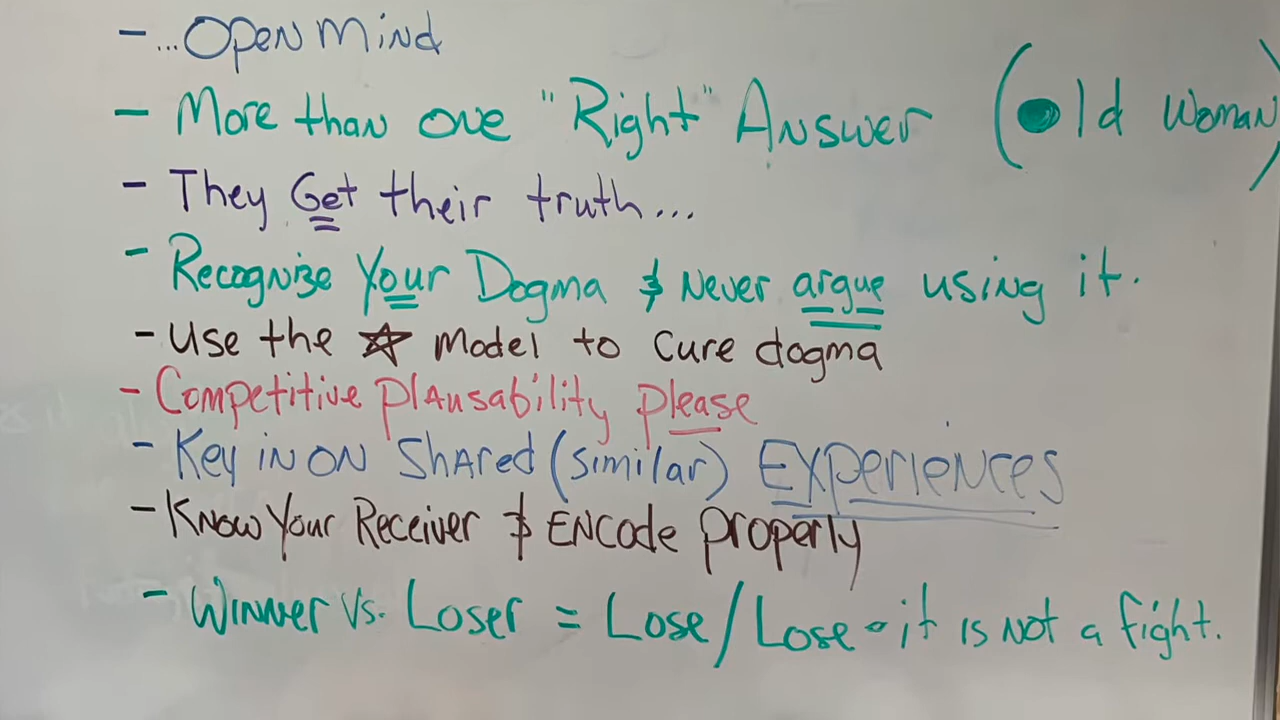 - ...Open Mind
- More than one "Right" Answer (Old Woman)
- They Get their truth...
- Recognize Your Dogma & Never argue using it.
- Use the ☆ Model to cure dogma
- Competitive Plausability please
- Key in on Shared (similar) Experiences
- Know Your Receiver & Encode properly
- Winner vs. Loser = Lose/Lose - it is not a fight.